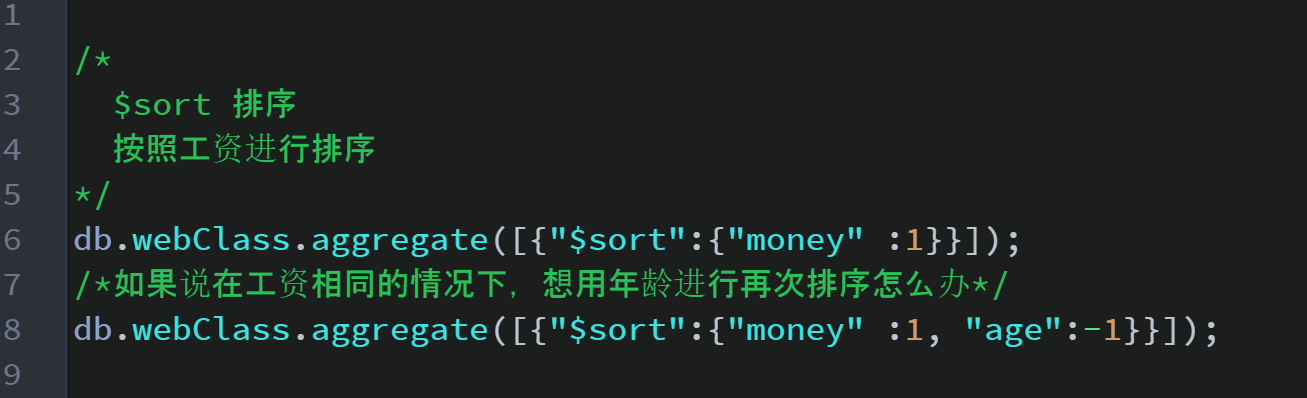 1
2 /*
3 $sort 排序
4 按照工资进行排序
5 */
6 db.webClass.aggregate([{"$sort":{"money" :1}}]);
7 /*如果说在工资相同的情况下，想用年龄进行再次排序怎么办*/
8 db.webClass.aggregate([{"$sort":{"money" :1, "age":-1}}]);
9